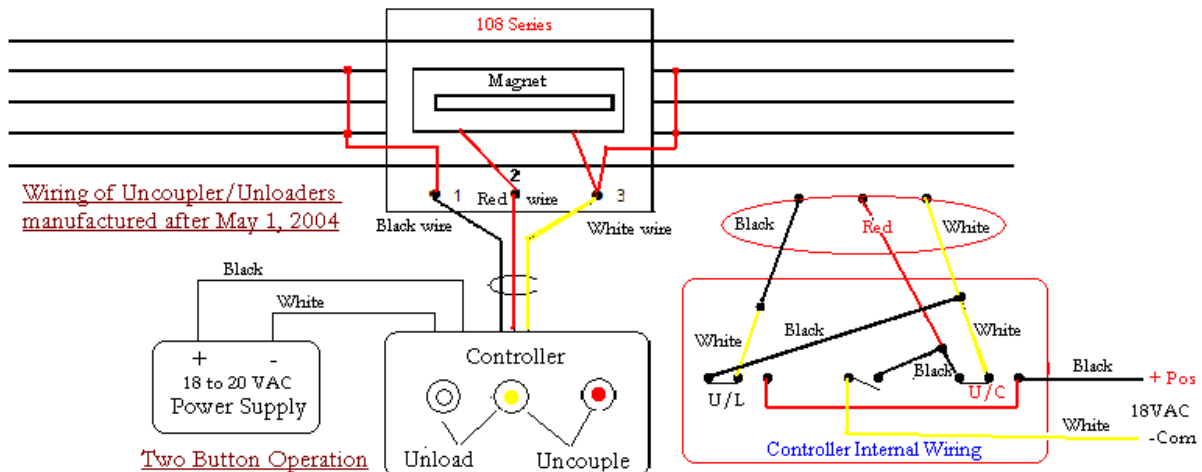 108 Series
Magnet
1
2
3
Red wire
Black wire
White wire
Wiring of Uncoupler/Unloaders
manufactured after May 1, 2004
Black
White
+ -
18 to 20 VAC
Power Supply
Two Button Operation
Controller
Unload
Uncouple
Black
Red
White
White
Black
White
Black
U/L
U/C
Black
+ Pos
18VAC
White
-Com
Controller Internal Wiring